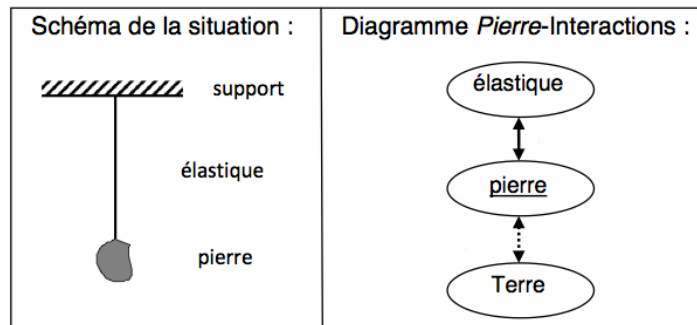 Schéma de la situation :
support
élastique
pierre
Diagramme Pierre-Interactions :
élastique
pierre
Terre